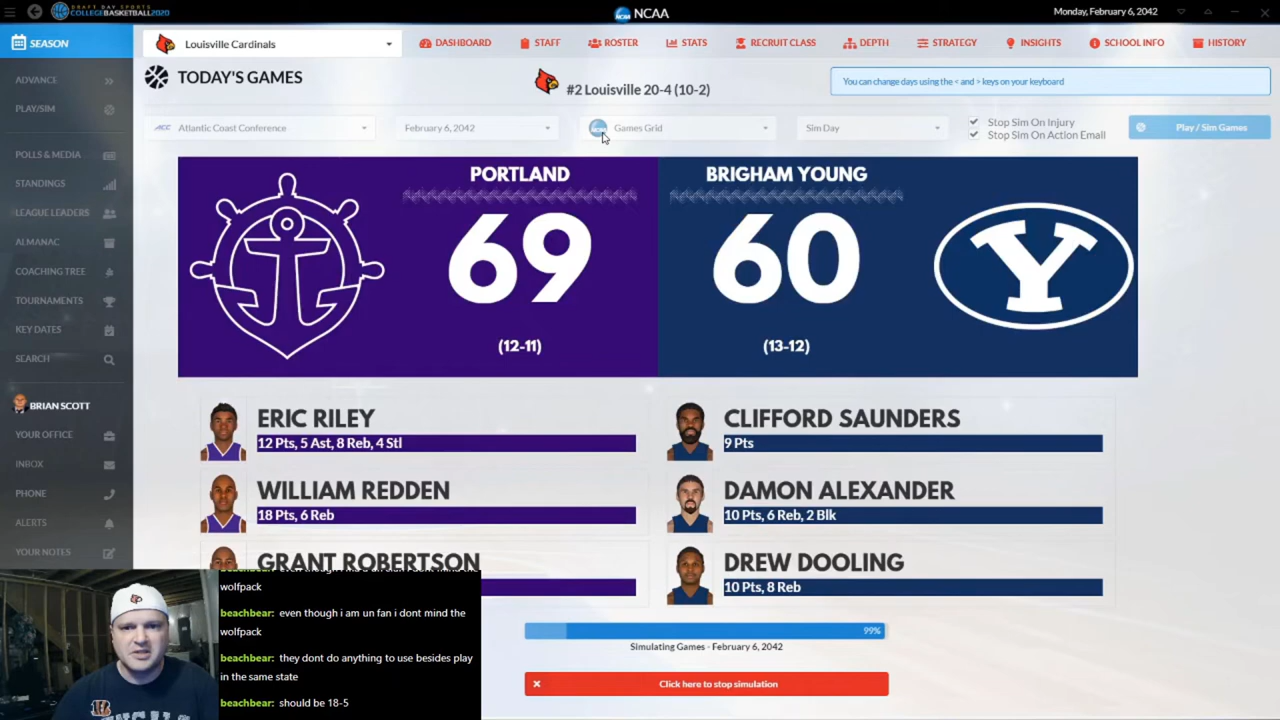 DRAFT DAY SPORTS
COLLEGE BASKETBALL 2020
NCAA
Monday, February 6, 2042
SEASON
Louisville Cardinals
DASHBOARD
STAFF
ROSTER
STATS
RECRUIT CLASS
DEPTH
STRATEGY
INSIGHTS
SCHOOL INFO
HISTORY
ADVANCE
PLAY/SIM
POLLS & MEDIA
STANDINGS
LEAGUE LEADERS
ALMANAC
COACHING TREE
TOURNAMENTS
KEY DATES
SEARCH
BRIAN SCOTT
YOUR OFFICE
INBOX
PHONE
ALERTS
YOUR NOTES
TODAY'S GAMES
#2 Louisville 20-4 (10-2)
You can change days using the < and > keys on your keyboard
ACC Atlantic Coast Conference
February 6, 2042
Games Grid
Sim Day
Stop Sim On Injury
Stop Sim On Action Email
Play / Sim Games
PORTLAND
69
(12-11)
BRIGHAM YOUNG
60
(13-12)
Y
ERIC RILEY
12 Pts, 5 Ast, 8 Reb, 4 Stl
CLIFFORD SAUNDERS
9 Pts
WILLIAM REDDEN
18 Pts, 6 Reb
DAMON ALEXANDER
10 Pts, 6 Reb, 2 Blk
GRANT ROBERTSON
DREW DOOLING
10 Pts, 8 Reb
wolfpack
beachbear: even though i am un fan i dont mind the
wolfpack
beachbear: they dont do anything to use besides play
in the same state
beachbear: should be 18-5
99%
Simulating Games - February 6, 2042
Click here to stop simulation
BENGALS